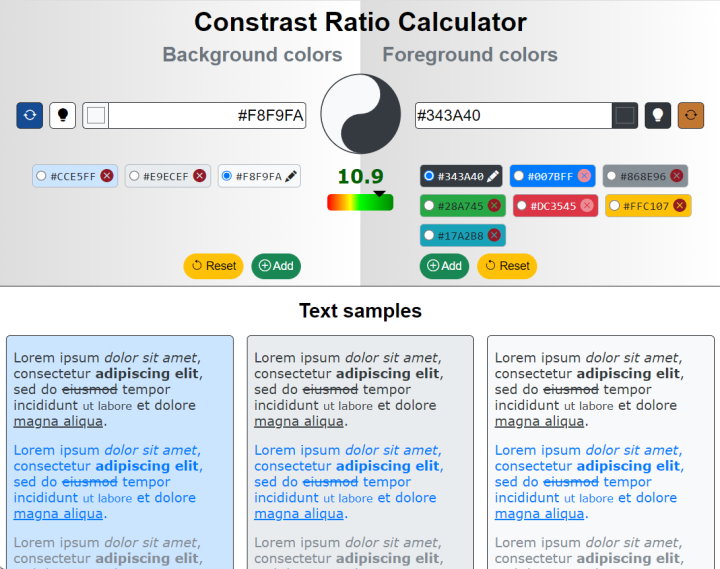 Constrast Ratio Calculator
Background colors
Foreground colors
#F8F9FA
#343A40
#CCE5FF
#E9ECEF
#F8F9FA
10.9
#343A40
#007BFF
#868E96
#28A745
#DC3545
#FFC107
#17A2B8
Reset
Add
Add
Reset
Text samples
Lorem ipsum dolor sit amet,
consectetur adipiscing elit,
sed do eiusmod tempor
incididunt ut labore et dolore
magna aliqua.
Lorem ipsum dolor sit amet,
consectetur adipiscing elit,
sed do eiusmod tempor
incididunt ut labore et dolore
magna aliqua.
Lorem ipsum dolor sit amet,
consectetur adipiscing elit,
Lorem ipsum dolor sit amet,
consectetur adipiscing elit,
sed do eiusmod tempor
incididunt ut labore et dolore
magna aliqua.
Lorem ipsum dolor sit amet,
consectetur adipiscing elit,
sed do eiusmod tempor
incididunt ut labore et dolore
magna aliqua.
Lorem ipsum dolor sit amet,
consectetur adipiscing elit,
Lorem ipsum dolor sit amet,
consectetur adipiscing elit,
sed do eiusmod tempor
incididunt ut labore et dolore
magna aliqua.
Lorem ipsum dolor sit amet,
consectetur adipiscing elit,
sed do eiusmod tempor
incididunt ut labore et dolore
magna aliqua.
Lorem ipsum dolor sit amet,
consectetur adipiscing elit,